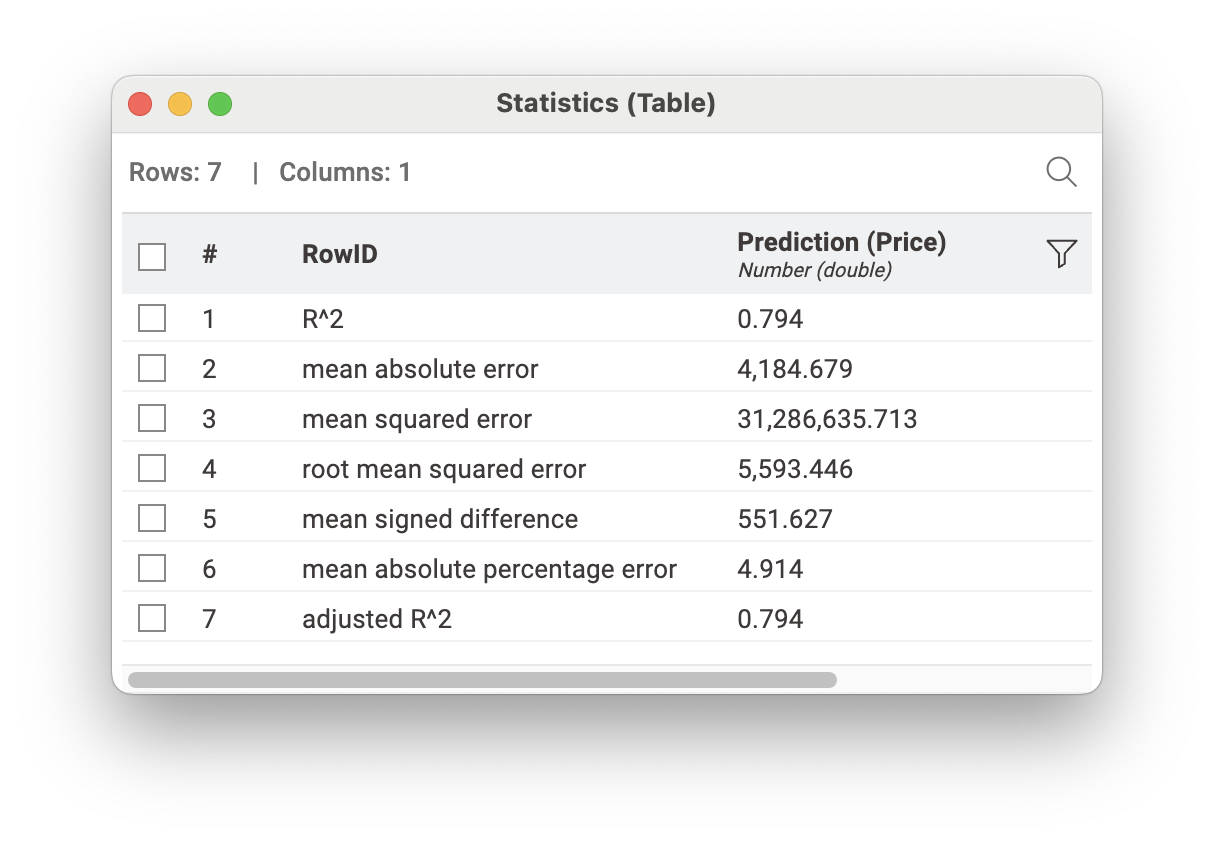 Statistics (Table)
Rows: 7 | Columns: 1
# RowID Prediction (Price)
Number (double)
1 R^2 0.794
2 mean absolute error 4,184.679
3 mean squared error 31,286,635.713
4 root mean squared error 5,593.446
5 mean signed difference 551.627
6 mean absolute percentage error 4.914
7 adjusted R^2 0.794